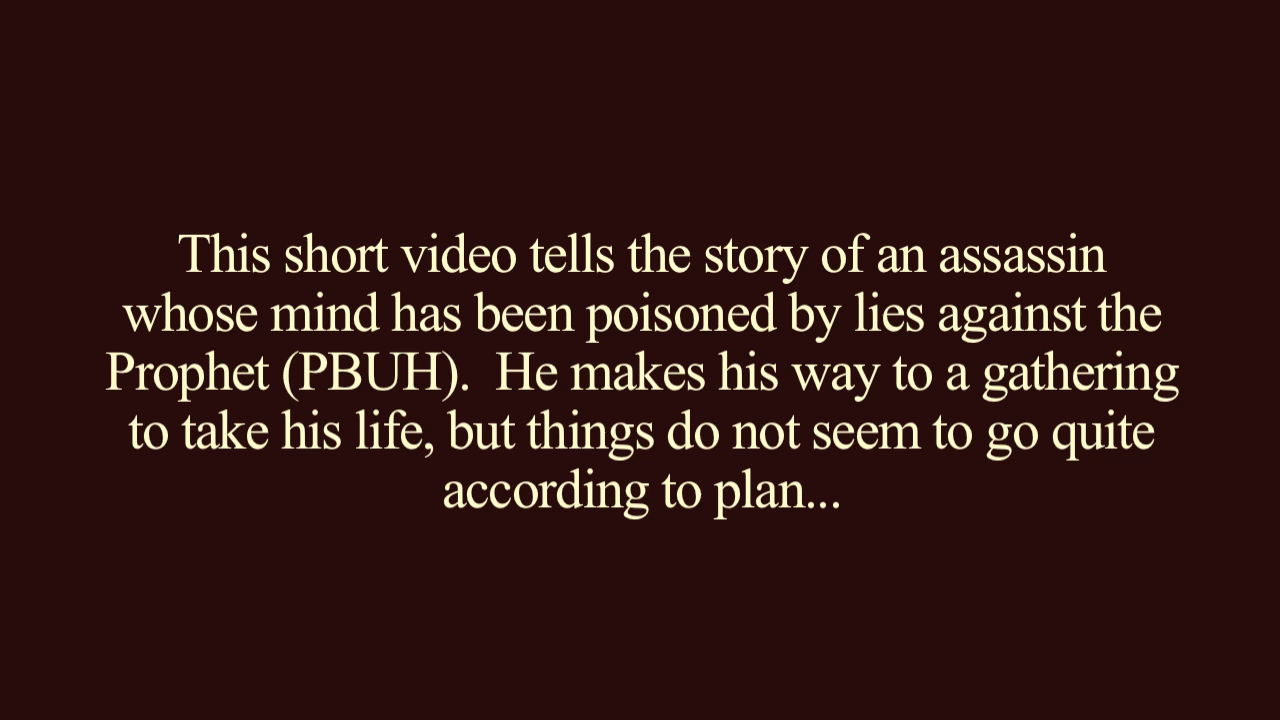 This short video tells the story of an assassin
whose mind has been poisoned by lies against the
Prophet (PBUH).  He makes his way to a gathering
to take his life, but things do not seem to go quite
according to plan...